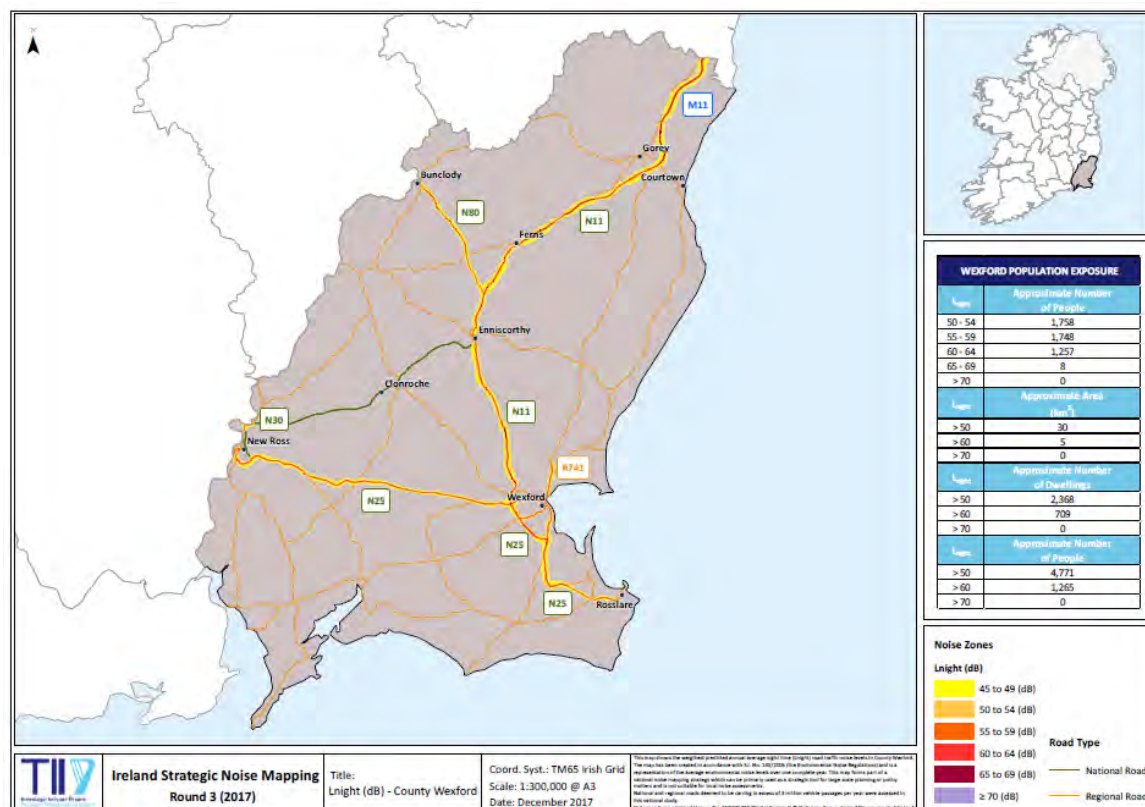 M11
Gorey
Courtown
Bunclody
N80
N11
Ferns
Enniscorthy
Clonroche
N30
New Ross
N11
R741
N25
Wexford
N25
N25
Rosslare
WEXFORD POPULATION EXPOSURE
Lnight
Approximate Number
of People
50 - 54 1,758
55 - 59 1,748
60 - 64 1,257
65 - 69 8
> 70 0
Lnight
Approximate Area
(km²)
> 50 30
> 60 5
> 70 0
Lnight
Approximate Number
of Dwellings
> 50 2,368
> 60 709
> 70 0
Lnight
Approximate Number
of People
> 50 4,771
> 60 1,265
> 70 0
Noise Zones
Lnight (dB)
45 to 49 (dB)
50 to 54 (dB)
55 to 59 (dB)
60 to 64 (dB)
65 to 69 (dB)
≥ 70 (dB)
Road Type
National Road
Regional Road
TII
Ireland Strategic Noise Mapping
Round 3 (2017)
Title:
Lnight (dB) - County Wexford
Coord. Syst.: TM65 Irish Grid
Scale: 1:300,000 @ A3
Date: December 2017